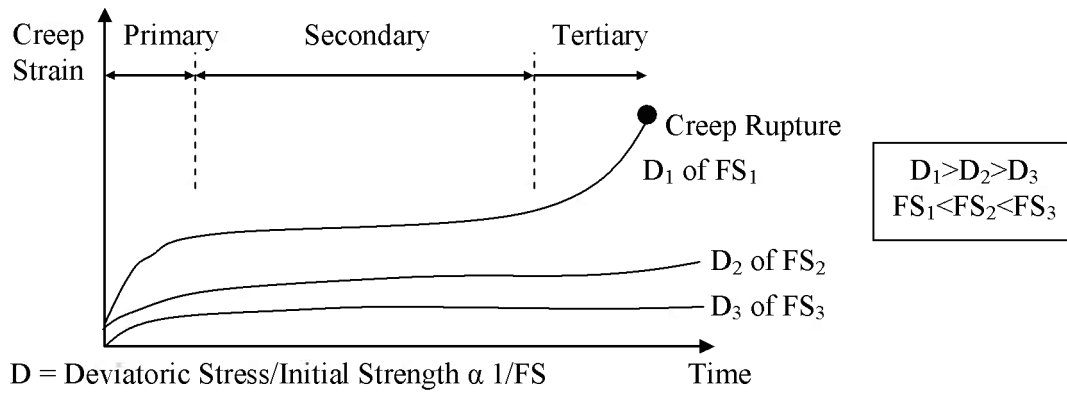 Creep Strain
Primary
Secondary
Tertiary
Creep Rupture
D₁ of FS₁
D₁>D₂>D₃
FS₁<FS₂<FS₃
D₂ of FS₂
D₃ of FS₃
D = Deviatoric Stress/Initial Strength α 1/FS
Time